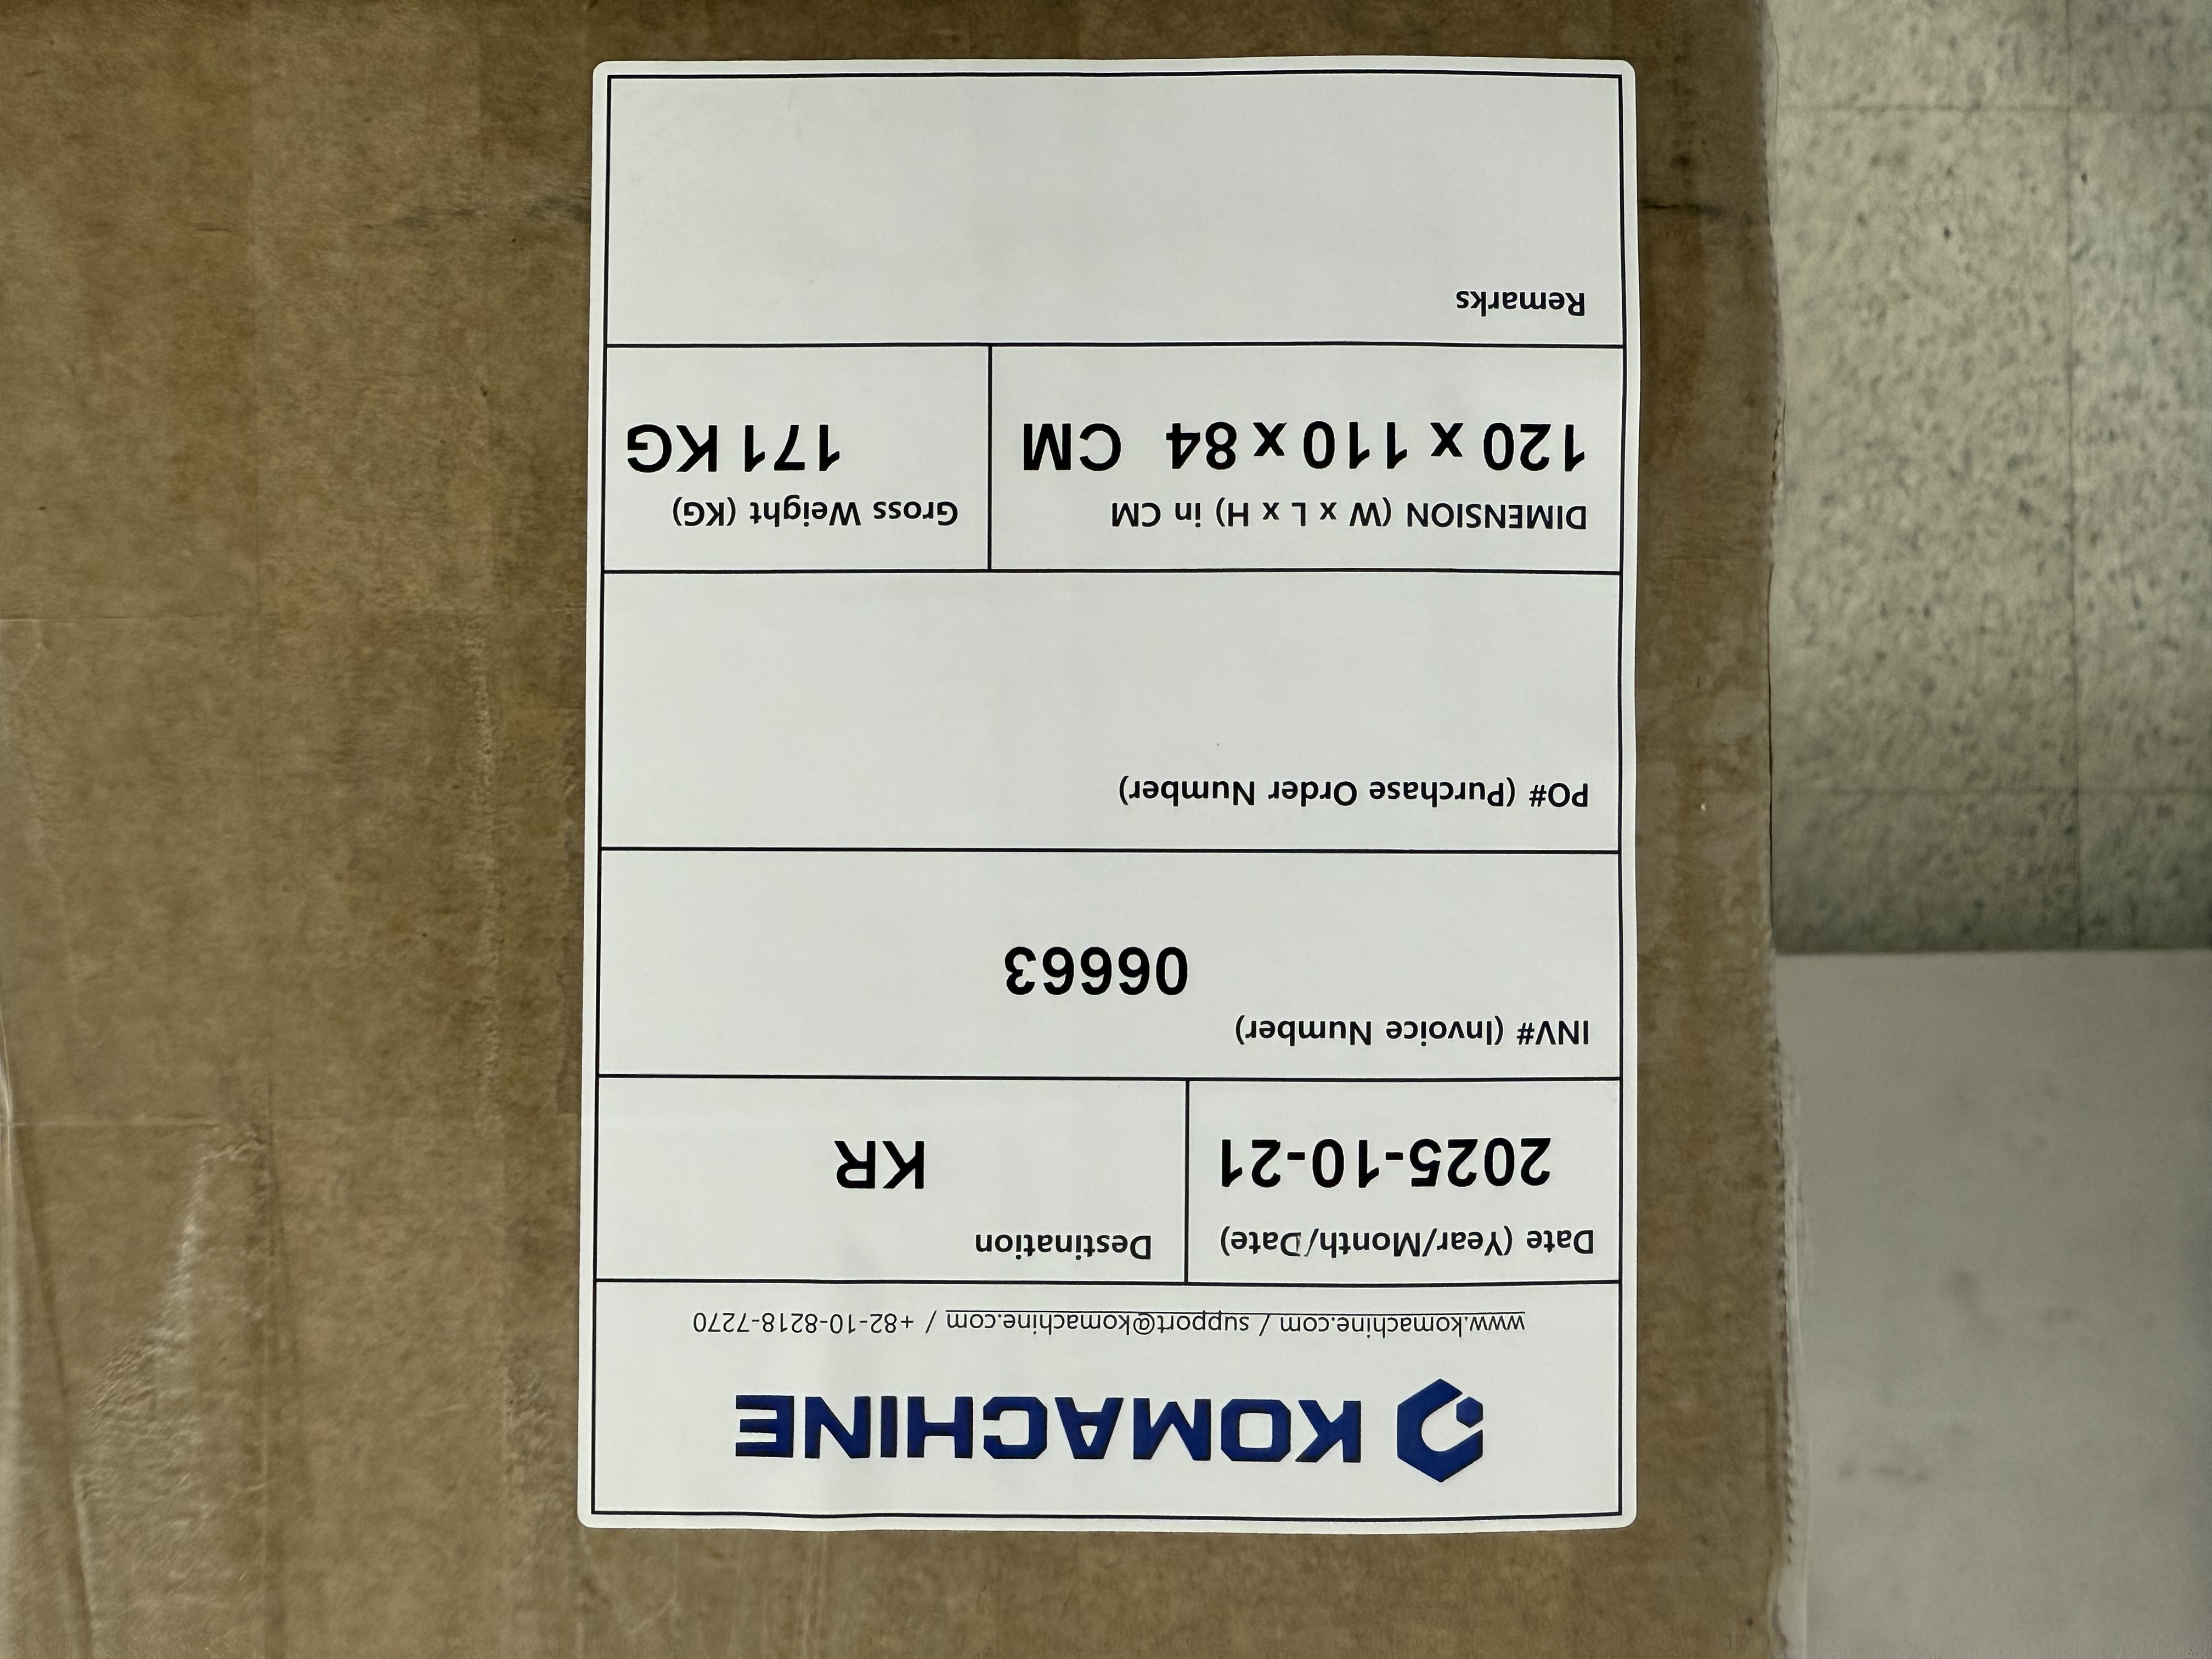 KOMACHINE
www.komachine.com / support@komachine.com / +82-10-8218-7270
Date (Year/Month/Date)
2025-10-21
Destination
KR
INV# (Invoice Number)
06663
PO# (Purchase Order Number)
DIMENSION (W x L x H) in CM
120 x 110 x 84 CM
Gross Weight (KG)
171 KG
Remarks